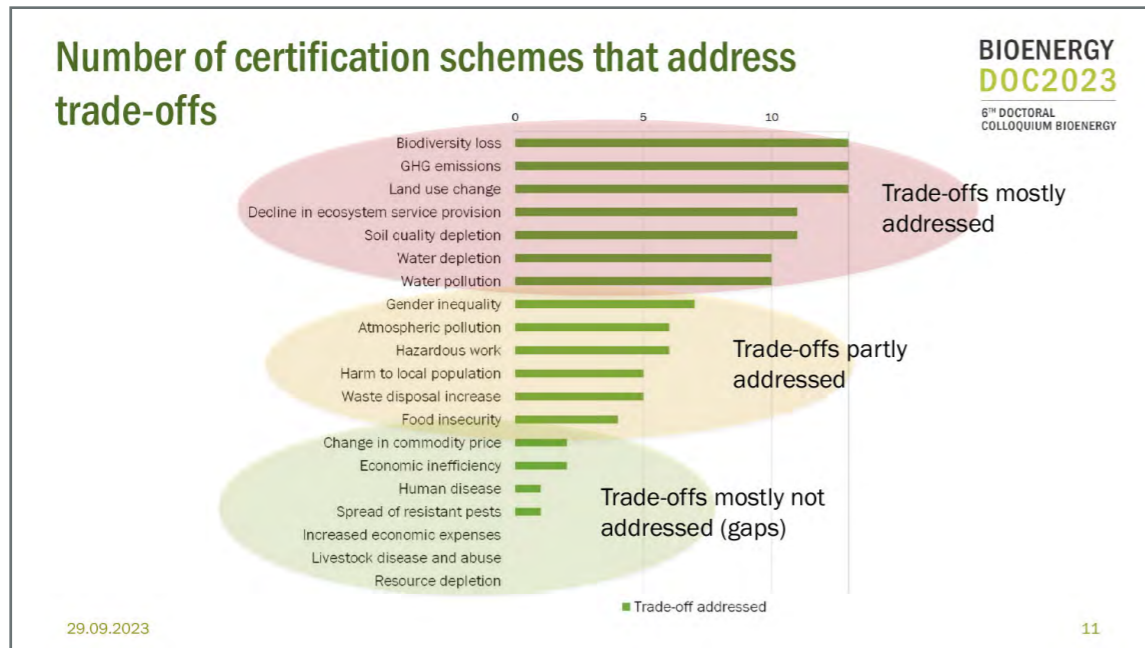 Number of certification schemes that address
trade-offs
BIOENERGY
DOC2023
6TH DOCTORAL
COLLOQUIUM BIOENERGY
0 5 10
Biodiversity loss
GHG emissions
Land use change
Decline in ecosystem service provision
Soil cuality depletion
Water depletion
Water pollution
Trade-offs mostly
addressed
Gender inequality
Atmospheric pollution
Hazardous work
Harm to local population
Waste disposal increase
Food insecurity
Trade-offs partly
addressed
Change in commodity price
Economic inefficiency
Human disease
Spread of resistant pests
Increased economic expenses
Livestock disease and abuse
Resource depletion
Trade-offs mostly not
addressed (gaps)
Trade-off addressed
29.09.2023
11